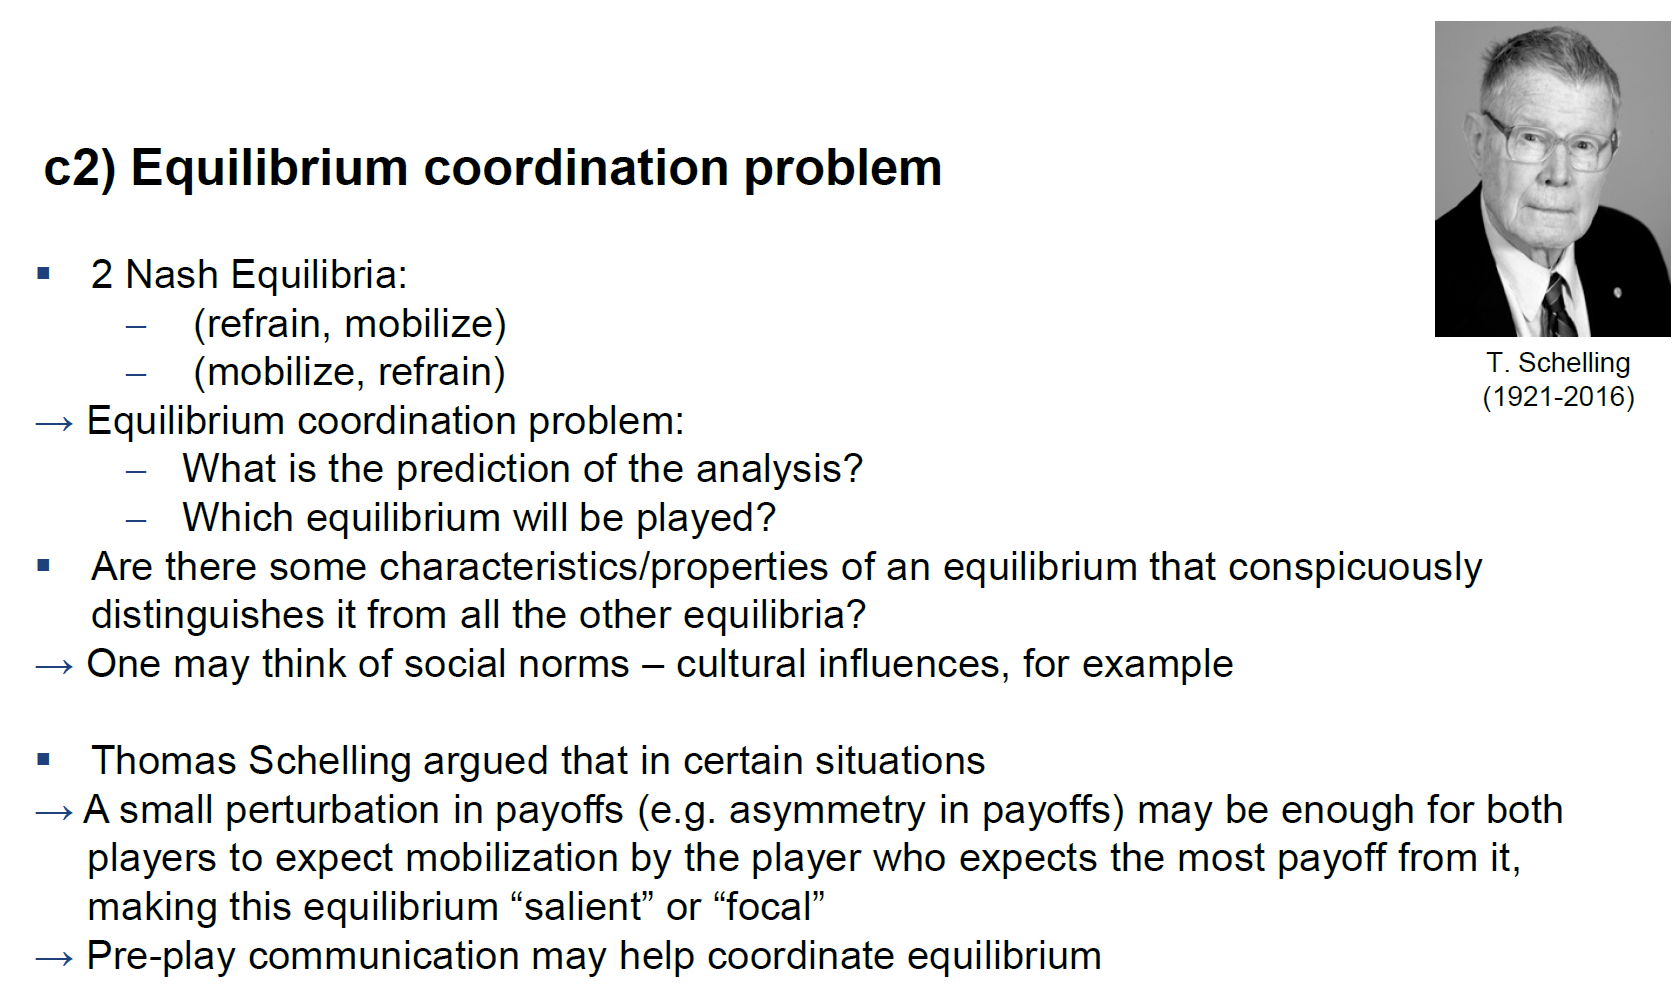 c2) Equilibrium coordination problem
▪ 2 Nash Equilibria:
– (refrain, mobilize)
– (mobilize, refrain)
→ Equilibrium coordination problem:
– What is the prediction of the analysis?
– Which equilibrium will be played?
▪ Are there some characteristics/properties of an equilibrium that conspicuously
distinguishes it from all the other equilibria?
→ One may think of social norms – cultural influences, for example
▪ Thomas Schelling argued that in certain situations
→ A small perturbation in payoffs (e.g. asymmetry in payoffs) may be enough for both
players to expect mobilization by the player who expects the most payoff from it,
making this equilibrium “salient” or “focal”
→ Pre-play communication may help coordinate equilibrium
T. Schelling
(1921-2016)